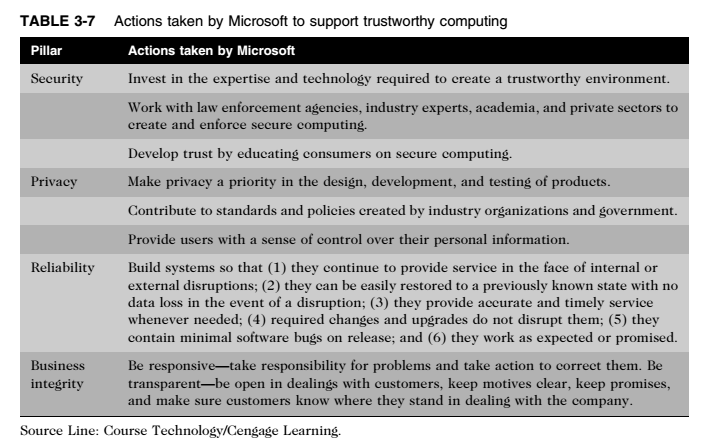 TABLE 3-7 Actions taken by Microsoft to support trustworthy computing
Pillar Actions taken by Microsoft
Security Invest in the expertise and technology required to create a trustworthy environment.
Work with law enforcement agencies, industry experts, academia, and private sectors to
create and enforce secure computing.
Develop trust by educating consumers on secure computing.
Privacy Make privacy a priority in the design, development, and testing of products.
Contribute to standards and policies created by industry organizations and government.
Provide users with a sense of control over their personal information.
Reliability Build systems so that (1) they continue to provide service in the face of internal or
external disruptions; (2) they can be easily restored to a previously known state with no
data loss in the event of a disruption; (3) they provide accurate and timely service
whenever needed; (4) required changes and upgrades do not disrupt them; (5) they
contain minimal software bugs on release; and (6) they work as expected or promised.
Business Be responsive—take responsibility for problems and take action to correct them. Be
integrity transparent—be open in dealings with customers, keep motives clear, keep promises,
and make sure customers know where they stand in dealing with the company.
Source Line: Course Technology/Cengage Learning.